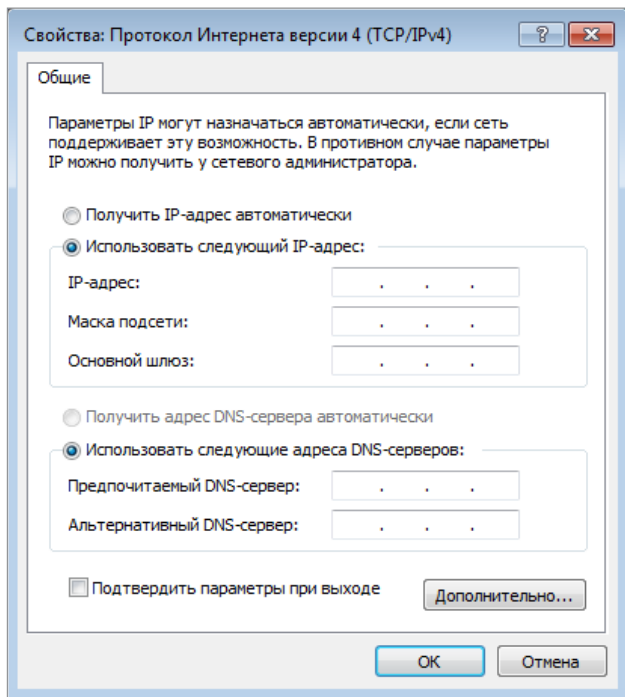 Свойства: Протокол Интернета версии 4 (TCP/IPv4)
Общие
Параметры IP могут назначаться автоматически, если сеть
поддерживает эту возможность. В противном случае параметры
IP можно получить у сетевого администратора.
Получить IP-адрес автоматически
Использовать следующий IP-адрес:
IP-адрес: . . .
Маска подсети: . . .
Основной шлюз: . . .
Получить адрес DNS-сервера автоматически
Использовать следующие адреса DNS-серверов:
Предпочитаемый DNS-сервер: . . .
Альтернативный DNS-сервер: . . .
Подтвердить параметры при выходе
Дополнительно...
ОК Отмена